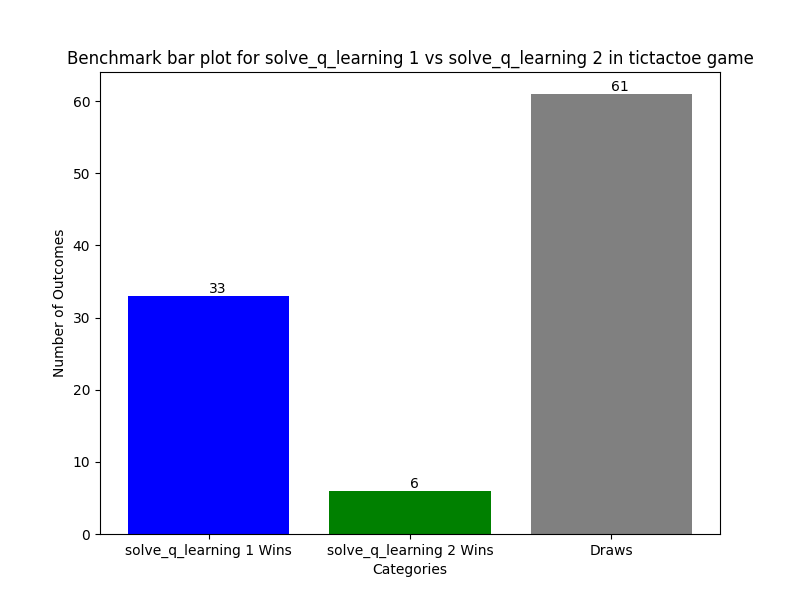 Benchmark bar plot for solve_q_learning 1 vs solve_q_learning 2 in tictactoe game
61
60
50
40
33
30
20
10
6
0
Number of Outcomes
solve_q_learning 1 Wins
solve_q_learning 2 Wins
Draws
Categories